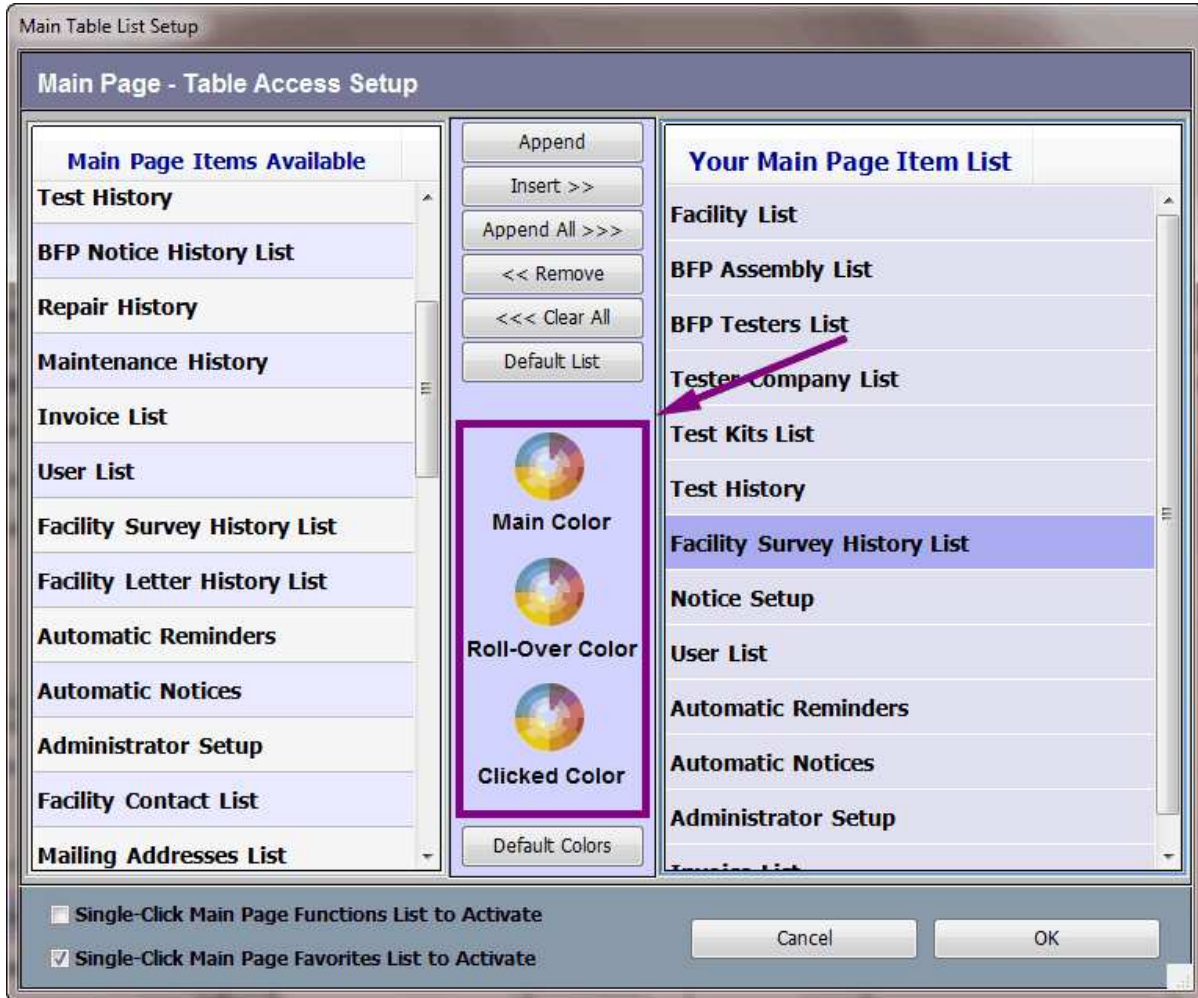 Main Table List Setup
Main Page - Table Access Setup
Main Page Items Available
Test History
BFP Notice History List
Repair History
Maintenance History
Invoice List
User List
Facility Survey History List
Facility Letter History List
Automatic Reminders
Automatic Notices
Administrator Setup
Facility Contact List
Mailing Addresses List
Append
Insert >>
Append All >>>
<< Remove
<<< Clear All
Default List
Main Color
Roll-Over Color
Clicked Color
Default Colors
Your Main Page Item List
Facility List
BFP Assembly List
BFP Testers List
Tester Company List
Test Kits List
Test History
Facility Survey History List
Notice Setup
User List
Automatic Reminders
Automatic Notices
Administrator Setup
Invoice List
Single-Click Main Page Functions List to Activate
Single-Click Main Page Favorites List to Activate
Cancel
OK